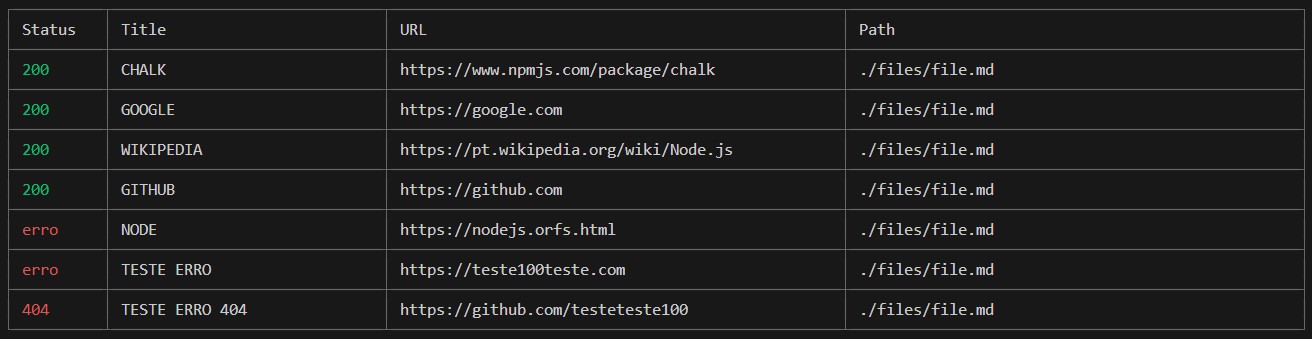 Status Title URL Path
200 CHALK https://www.npmjs.com/package/chalk ./files/file.md
200 GOOGLE https://google.com ./files/file.md
200 WIKIPEDIA https://pt.wikipedia.org/wiki/Node.js ./files/file.md
200 GITHUB https://github.com ./files/file.md
erro NODE https://nodejs.orfs.html ./files/file.md
erro TESTE ERRO https://teste100teste.com ./files/file.md
404 TESTE ERRO 404 https://github.com/testeteste100 ./files/file.md